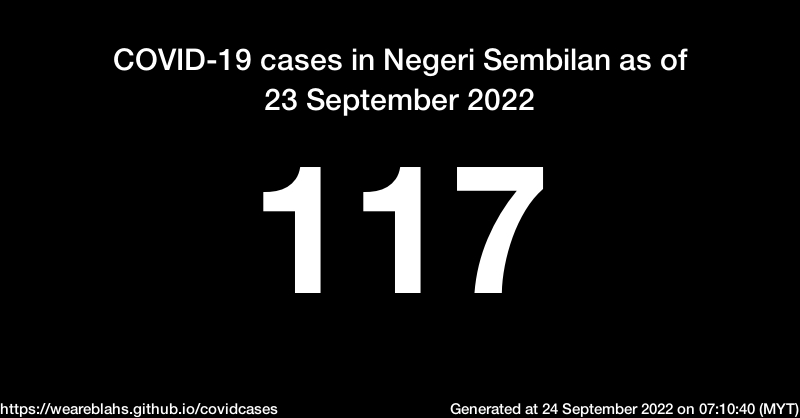 COVID-19 cases in Negeri Sembilan as of
23 September 2022
117
https://weareblahs.github.io/covidcases
Generated at 24 September 2022 on 07:10:40 (MYT)